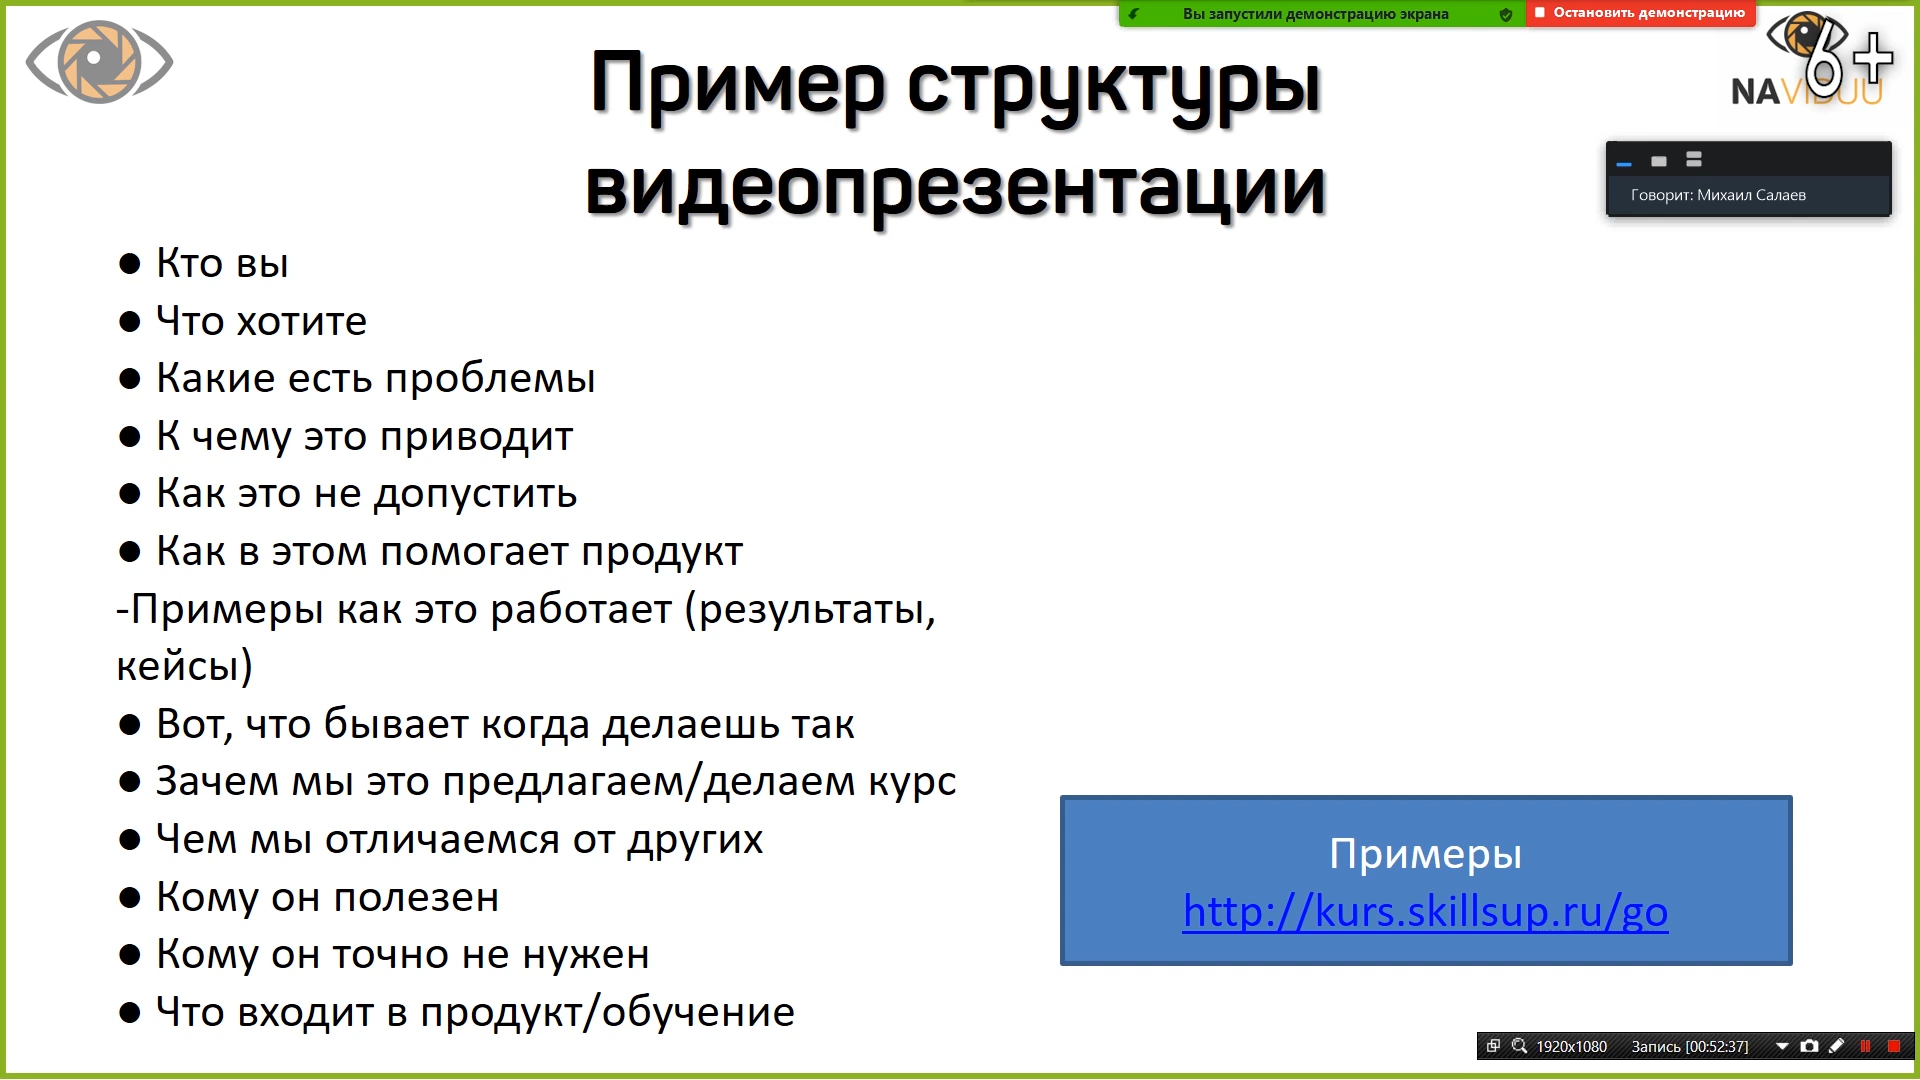 Вы запустили демонстрацию экрана
Остановить демонстрацию
6+
NAVIDUU
Пример структуры
видеопрезентации
Говорит: Михаил Салаев
● Кто вы
● Что хотите
● Какие есть проблемы
● К чему это приводит
● Как это не допустить
● Как в этом помогает продукт
-Примеры как это работает (результаты,
кейсы)
● Вот, что бывает когда делаешь так
● Зачем мы это предлагаем/делаем курс
● Чем мы отличаемся от других
● Кому он полезен
● Кому он точно не нужен
● Что входит в продукт/обучение
Примеры
http://kurs.skillsup.ru/go
1920x1080 Запись [00:52:37]